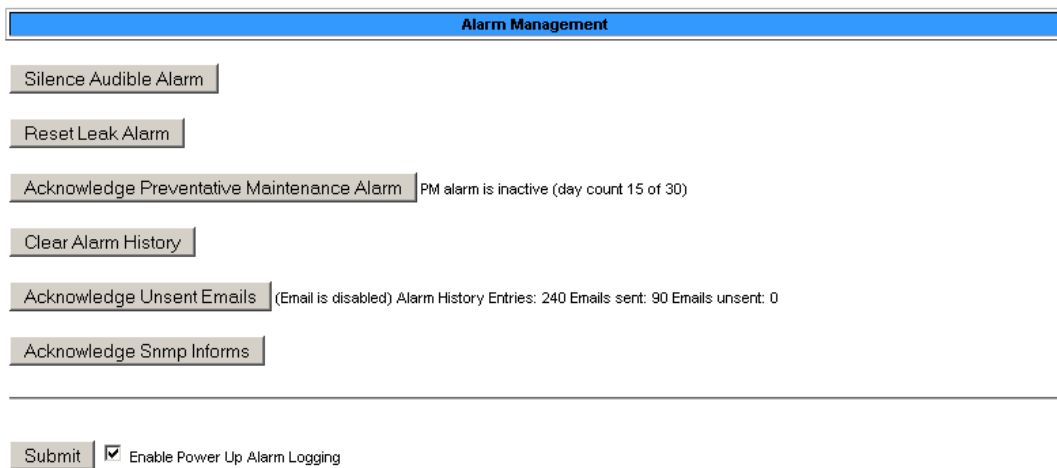 Alarm Management
Silence Audible Alarm
Reset Leak Alarm
Acknowledge Preventative Maintenance Alarm PM alarm is inactive (day count 15 of 30)
Clear Alarm History
Acknowledge Unsent Emails (Email is disabled) Alarm History Entries: 240 Emails sent: 90 Emails unsent: 0
Acknowledge Snmp Informs
Submit Enable Power Up Alarm Logging